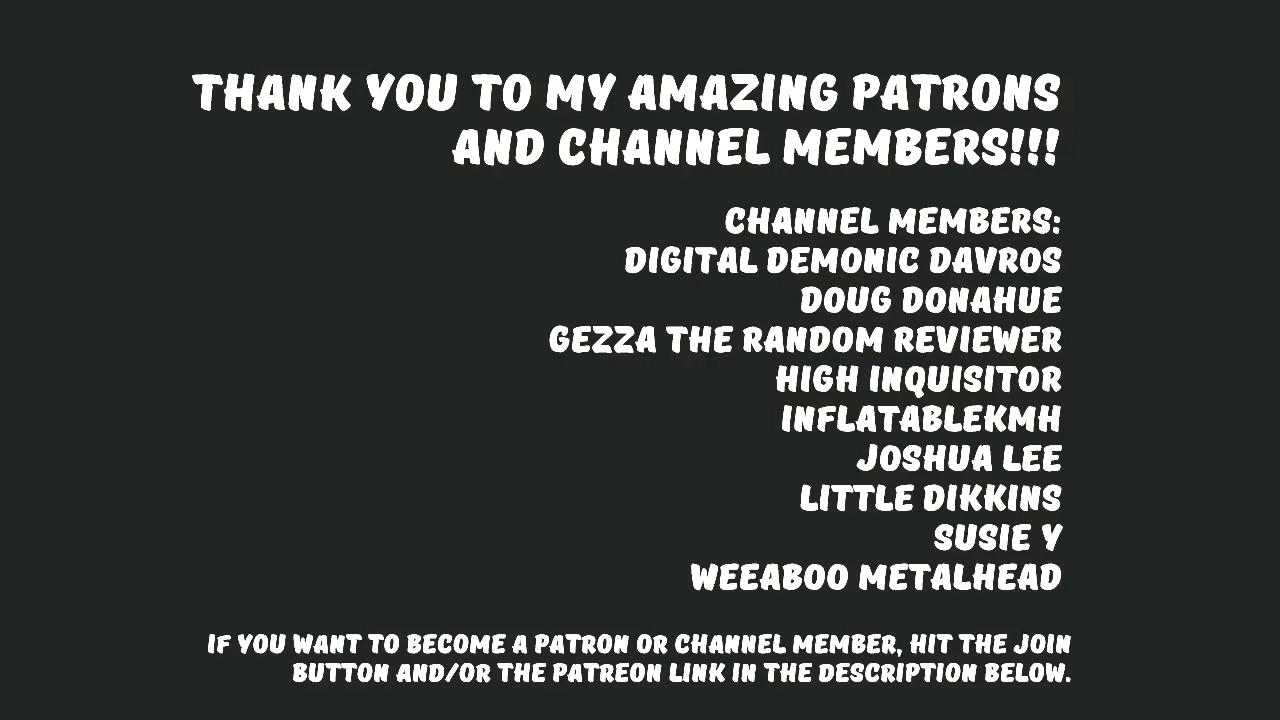 THANK YOU TO MY AMAZING PATRONS
AND CHANNEL MEMBERS!!!
CHANNEL MEMBERS:
DIGITAL DEMONIC DAVROS
DOUG DONAHUE
GEZZA THE RANDOM REVIEWER
HIGH INQUISITOR
INFLATABLEKMH
JOSHUA LEE
LITTLE DIKKINS
SUSIE Y
WEEABOO METALHEAD
IF YOU WANT TO BECOME A PATRON OR CHANNEL MEMBER, HIT THE JOIN
BUTTON AND/OR THE PATREON LINK IN THE DESCRIPTION BELOW.